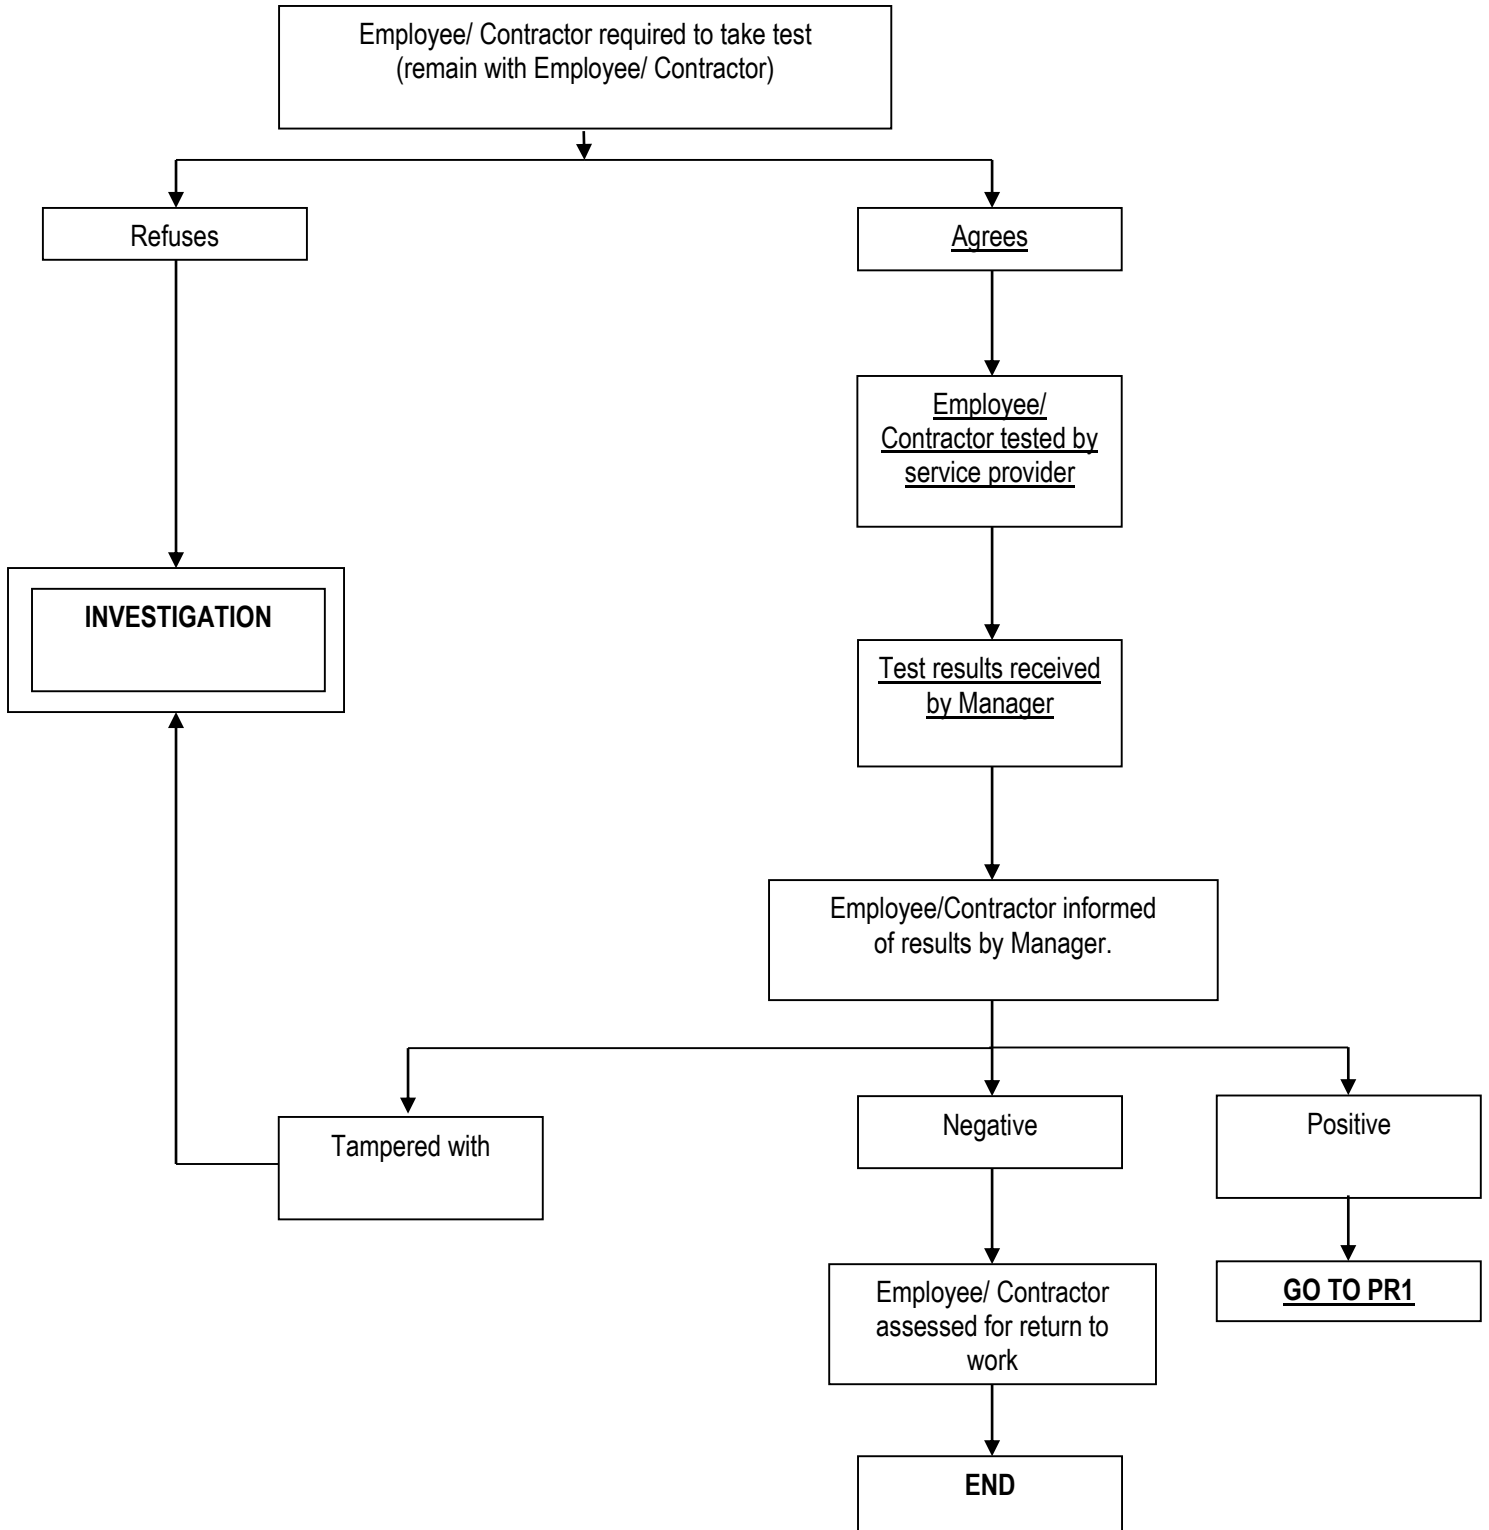 Employee/ Contractor required to take test
(remain with Employee/ Contractor)
Refuses
Agrees
Employee/
Contractor tested by
service provider
INVESTIGATION
Test results received
by Manager
Employee/Contractor informed
of results by Manager.
Tampered with
Negative
Positive
Employee/ Contractor
assessed for return to
work
GO TO PR1
END